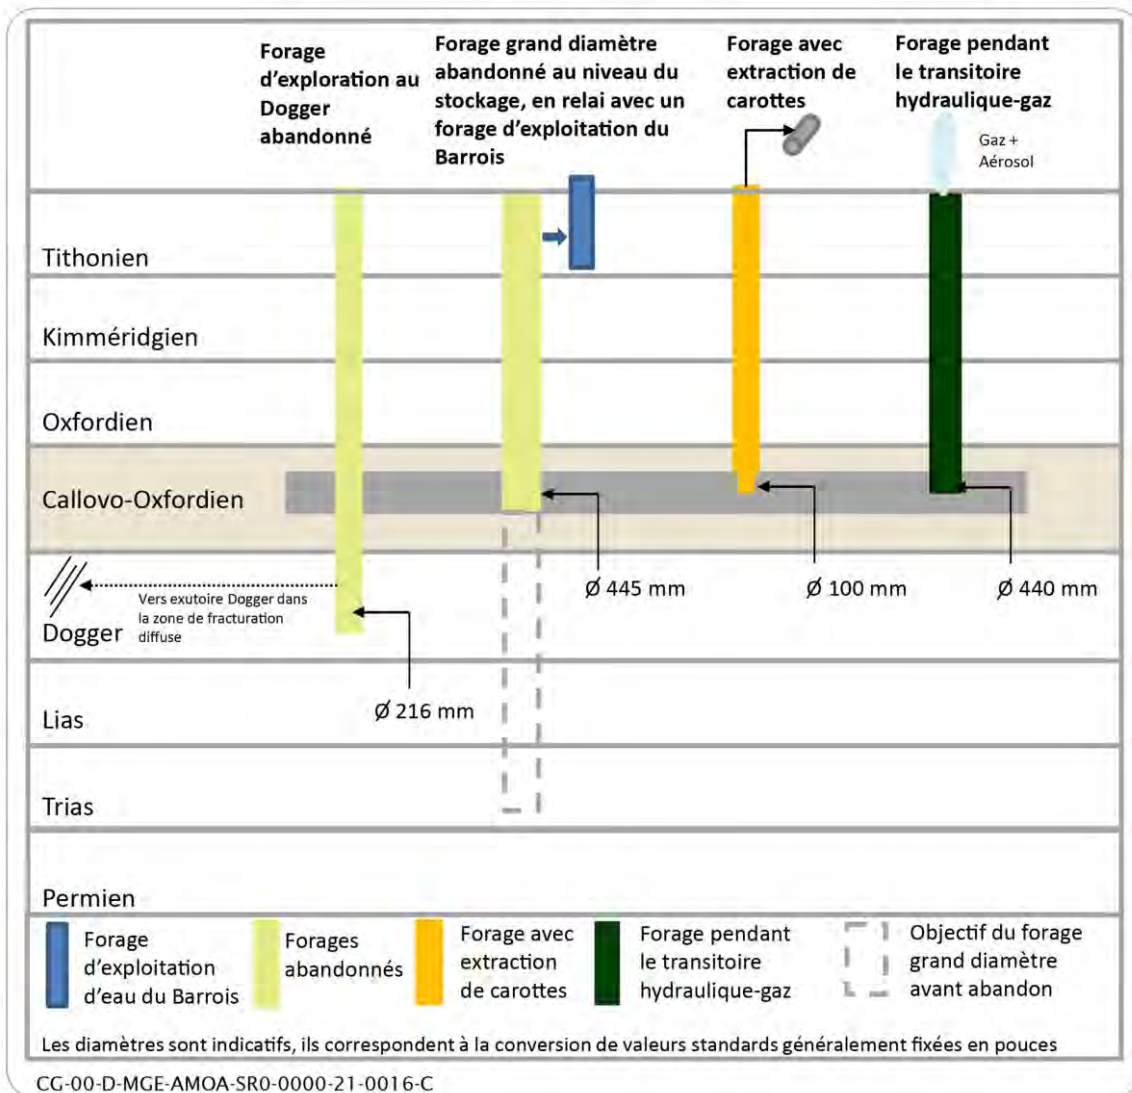 Forage
d'exploration au
Dogger
abandonné
Forage grand diamètre
abandonné au niveau du
stockage, en relai avec un
forage d'exploitation du
Barrois
Forage avec
extraction de
carottes
Forage pendant
le transitoire
hydraulique-gaz
Gaz +
Aérosol
Tithonien
Kimméridgien
Oxfordien
Callovo-Oxfordien
Ø 445 mm
Ø 100 mm
Ø 440 mm
Vers exutoire Dogger dans
la zone de fracturation
diffuse
Dogger
Ø 216 mm
Lias
Trias
Permien
Forage
d'exploitation
d'eau du Barrois
Forages
abandonnés
Forage avec
extraction
de carottes
Forage pendant
le transitoire
hydraulique-gaz
Objectif du forage
grand diamètre
avant abandon
Les diamètres sont indicatifs, ils correspondent à la conversion de valeurs standards généralement fixées en pouces
CG-00-D-MGE-AMOA-SR0-0000-21-0016-C